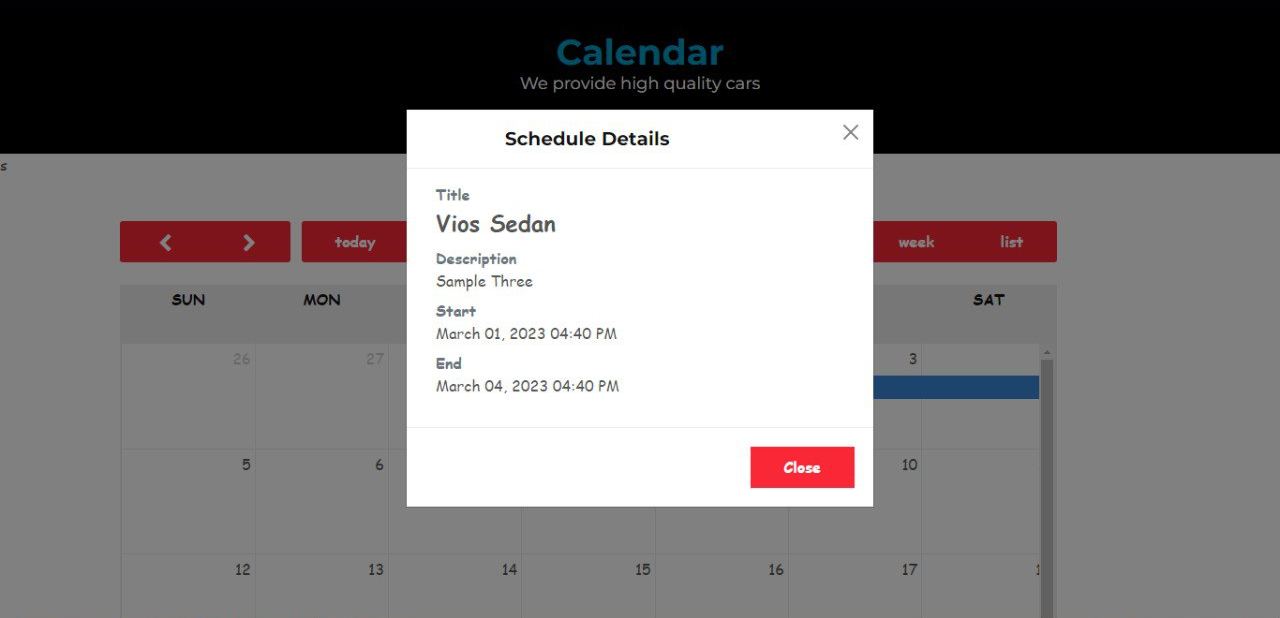 Calendar
We provide high quality cars
Schedule Details
s
Title
Vios Sedan
today
week list
Description
Sample Three
Start
March 01, 2023 04:40 PM
End
March 04, 2023 04:40 PM
Close
SUN MON SAT
26 27 3
5 6 10
12 13 14 15 16 17